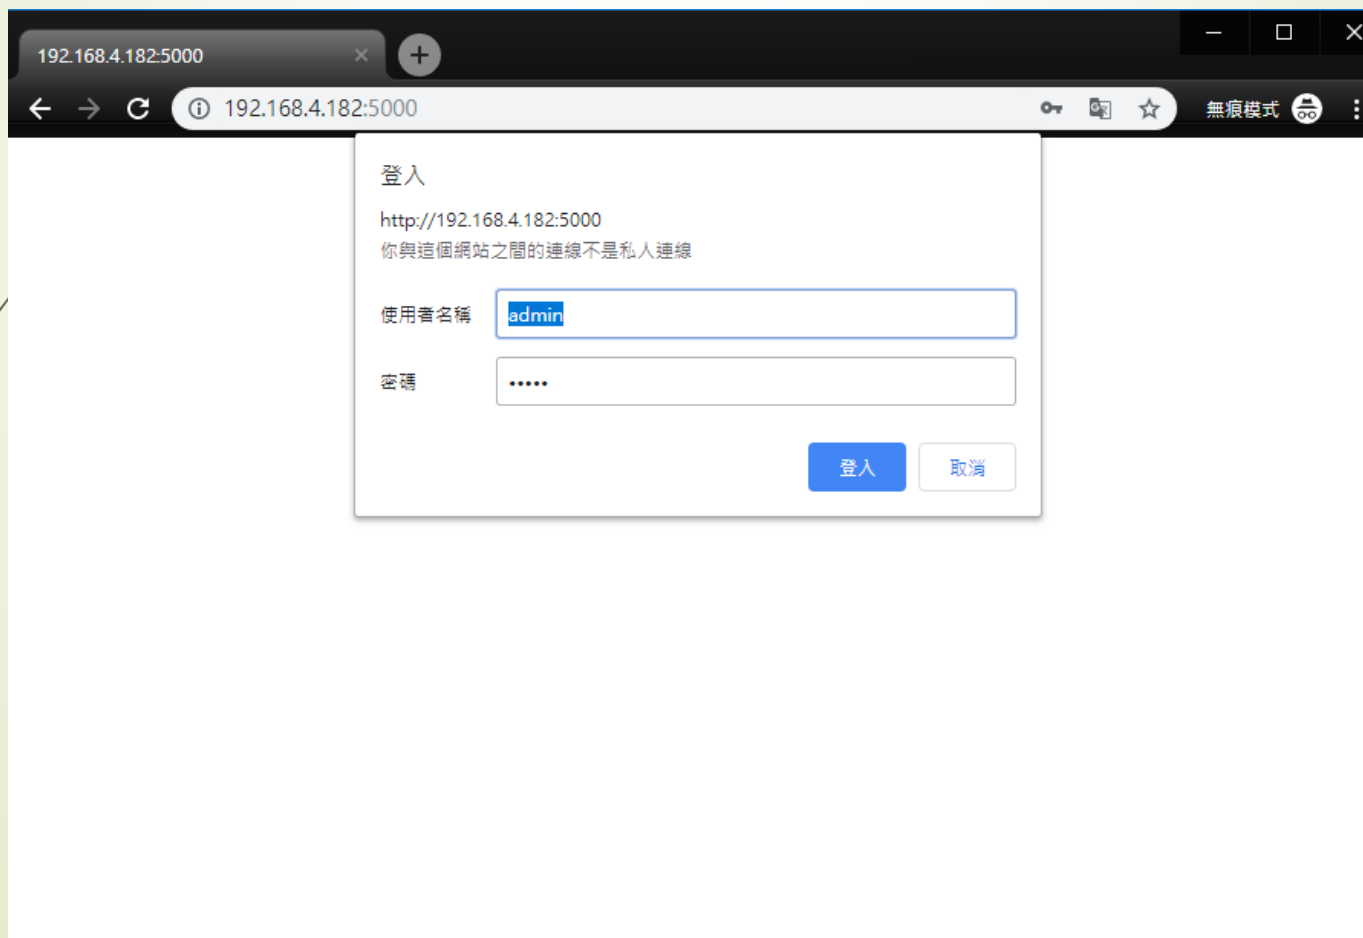 192.168.4.182:5000
192.168.4.182:5000
無痕模式
登入
http://192.168.4.182:5000
你與這個網站之間的連線不是私人連線
使用者名稱 admin
密碼 •••••
登入 取消